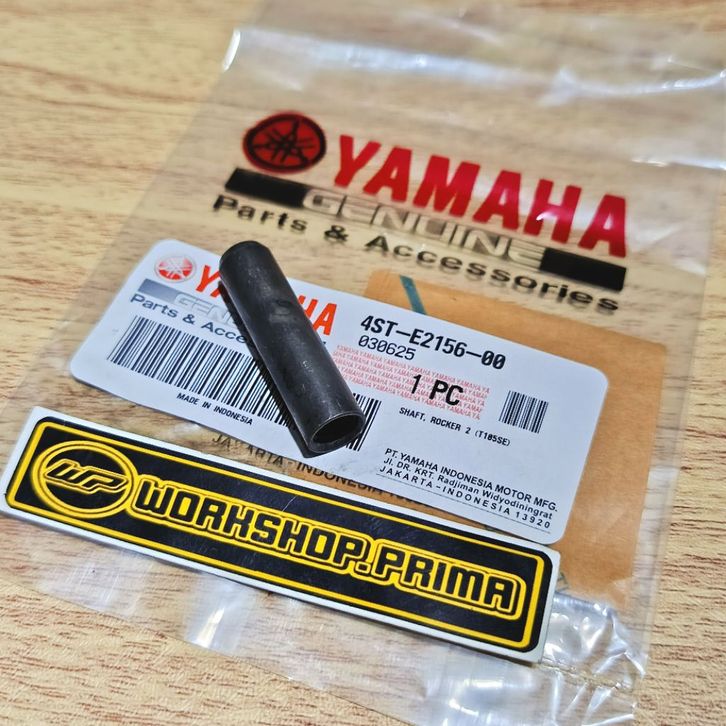 YAMAHA
GENUINE
Parts & Accessories
YAMAHA
GENUINE
Parts & Acce
4ST-E2156-00
030625
1 PC
MADE IN INDONESIA
SHAFT, ROCKER 2 (T105SE)
PT. YAMAHA INDONESIA MOTOR MFG.
JL. DR. KRT. Radjiman Widyodiningrat
JAKARTA-INDONESIA 13920
WP WORKSHOP.PRIMA